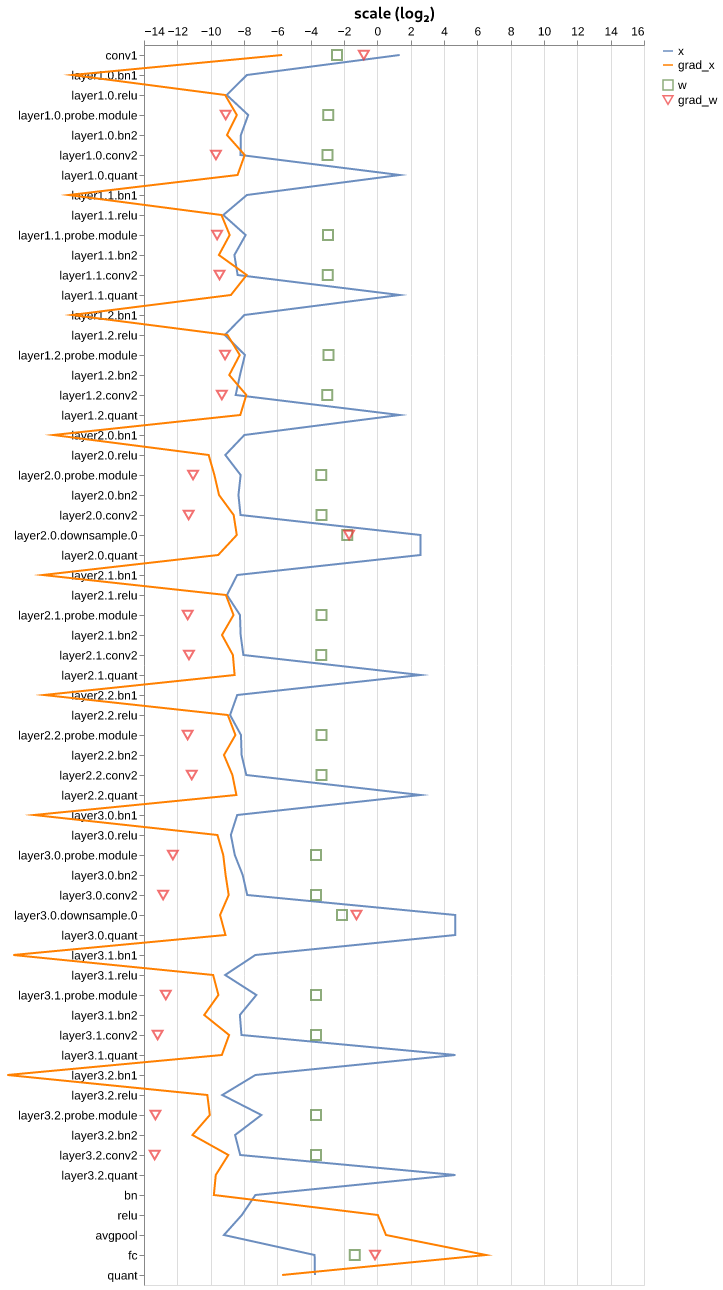 scale (log2)
−14 −12 −10 −8 −6 −4 −2 0 2 4 6 8 10 12 14 16
x
grad_x
w
grad_w
conv1
layer1.0.bn1
layer1.0.relu
layer1.0.probe.module
layer1.0.bn2
layer1.0.conv2
layer1.0.quant
layer1.1.bn1
layer1.1.relu
layer1.1.probe.module
layer1.1.bn2
layer1.1.conv2
layer1.1.quant
layer1.2.bn1
layer1.2.relu
layer1.2.probe.module
layer1.2.bn2
layer1.2.conv2
layer1.2.quant
layer2.0.bn1
layer2.0.relu
layer2.0.probe.module
layer2.0.bn2
layer2.0.conv2
layer2.0.downsample.0
layer2.0.quant
layer2.1.bn1
layer2.1.relu
layer2.1.probe.module
layer2.1.bn2
layer2.1.conv2
layer2.1.quant
layer2.2.bn1
layer2.2.relu
layer2.2.probe.module
layer2.2.bn2
layer2.2.conv2
layer2.2.quant
layer3.0.bn1
layer3.0.relu
layer3.0.probe.module
layer3.0.bn2
layer3.0.conv2
layer3.0.downsample.0
layer3.0.quant
layer3.1.bn1
layer3.1.relu
layer3.1.probe.module
layer3.1.bn2
layer3.1.conv2
layer3.1.quant
layer3.2.bn1
layer3.2.relu
layer3.2.probe.module
layer3.2.bn2
layer3.2.conv2
layer3.2.quant
bn
relu
avgpool
fc
quant